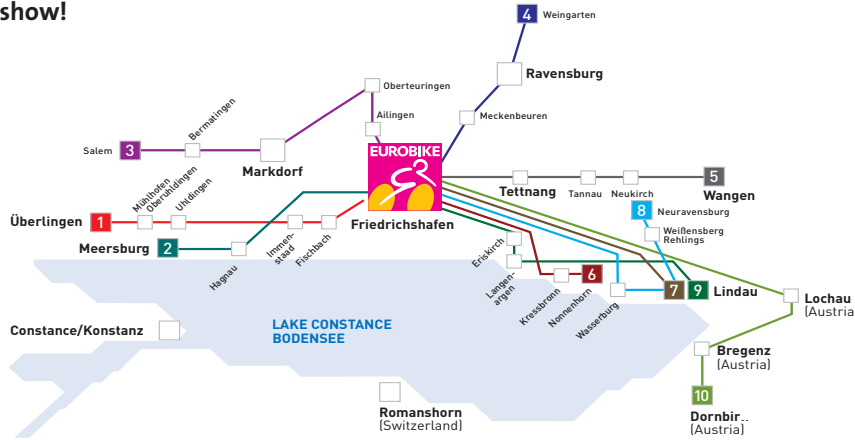 show!
4 Weingarten
Ravensburg
Oberteuringen
Meckenbeuren
Ailingen
Bermatingen
Salem 3
Markdorf
EUROBIKE
Friedrichshafen
Tettnang
Tannau
Neukirch
5
Wangen
Mühlhofen
Oberuhldingen
Uhldingen
Überlingen 1
Meersburg 2
Hagnau
Immen-
staad
Fischbach
8 Neuravensburg
Weißensberg
Rehlings
Eriskirch
Langen-
argen
Kressbronn
Nonnenhorn
6
Wasserburg
7
9 Lindau
Lochau
(Austria
Constance/Konstanz
LAKE CONSTANCE
BODENSEE
Bregenz
(Austria)
Romanshorn
(Switzerland)
10
Dornbir..
(Austria)